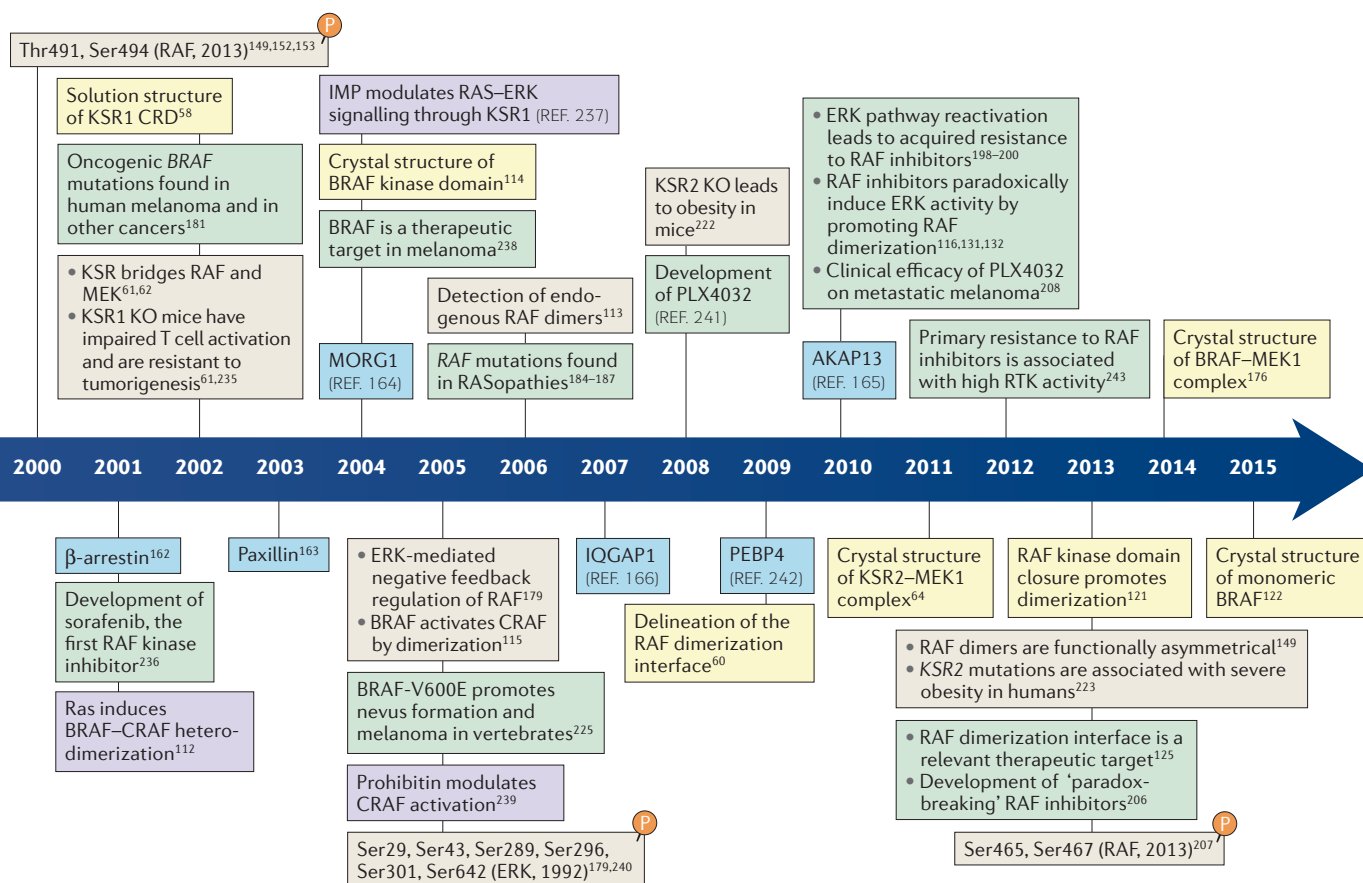 P
Thr491, Ser494 (RAF, 2013)149,152,153
Solution structure
of KSR1 CRD58
Oncogenic BRAF
mutations found in
human melanoma and in
other cancers181
• KSR bridges RAF and
MEK61,62
• KSR1 KO mice have
impaired T cell activation
and are resistant to
tumorigenesis61,235
IMP modulates RAS–ERK
signalling through KSR1 (REF. 237)
Crystal structure of
BRAF kinase domain114
BRAF is a therapeutic
target in melanoma238
MORG1
(REF. 164)
Detection of endo-
genous RAF dimers113
RAF mutations found
in RASopathies184–187
KSR2 KO leads
to obesity in
mice222
Development
of PLX4032
(REF. 241)
• ERK pathway reactivation
leads to acquired resistance
to RAF inhibitors198–200
• RAF inhibitors paradoxically
induce ERK activity by
promoting RAF
dimerization116,131,132
• Clinical efficacy of PLX4032
on metastatic melanoma208
AKAP13
(REF. 165)
Primary resistance to RAF
inhibitors is associated
with high RTK activity243
Crystal structure
of BRAF–MEK1
complex176
2000 2001 2002 2003 2004 2005 2006 2007 2008 2009 2010 2011 2012 2013 2014 2015
β-arrestin162
Development of
sorafenib, the
first RAF kinase
inhibitor236
Ras induces
BRAF–CRAF hetero-
dimerization112
Paxillin163
• ERK-mediated
negative feedback
regulation of RAF179
• BRAF activates CRAF
by dimerization115
BRAF-V600E promotes
nevus formation and
melanoma in vertebrates225
Prohibitin modulates
CRAF activation239
P
Ser29, Ser43, Ser289, Ser296,
Ser301, Ser642 (ERK, 1992)179,240
IQGAP1
(REF. 166)
Delineation of the
RAF dimerization
interface60
PEBP4
(REF. 242)
Crystal structure
of KSR2–MEK1
complex64
RAF kinase domain
closure promotes
dimerization121
Crystal structure
of monomeric
BRAF122
• RAF dimers are functionally asymmetrical149
• KSR2 mutations are associated with severe
obesity in humans223
• RAF dimerization interface is a
relevant therapeutic target125
• Development of ‘paradox-
breaking’ RAF inhibitors206
P
Ser465, Ser467 (RAF, 2013)207